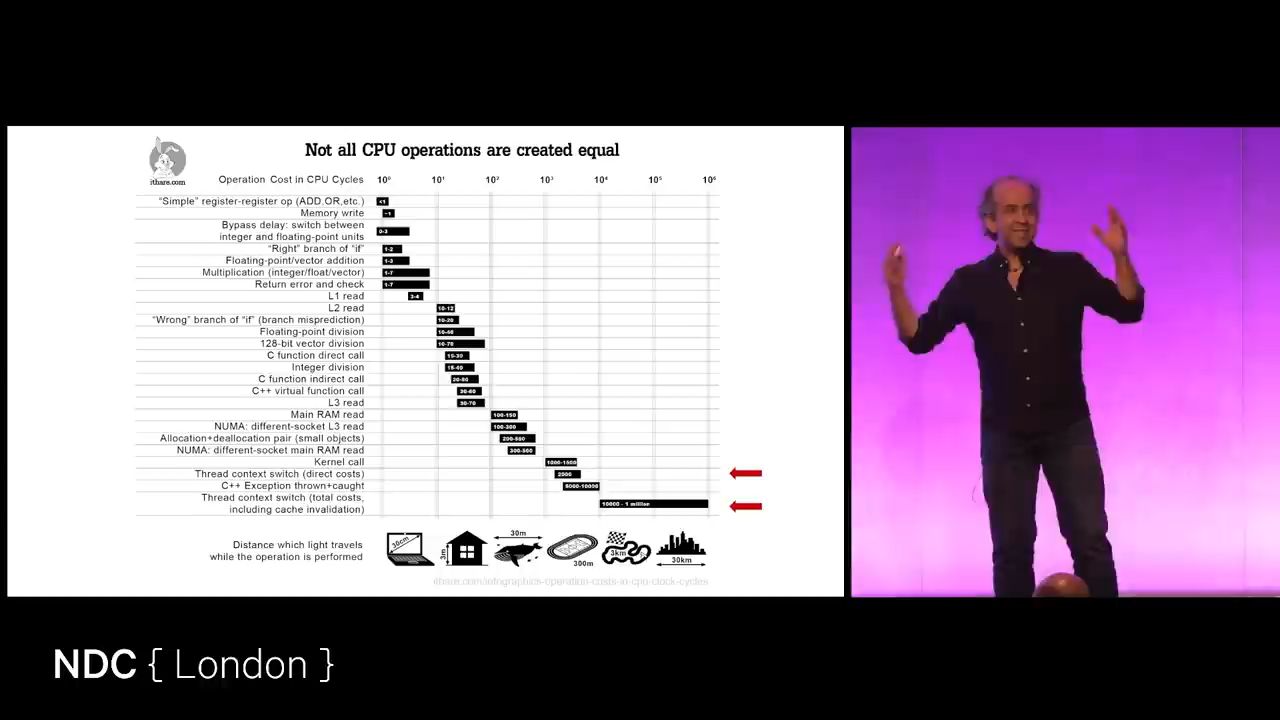 Not all CPU operations are created equal
ithare.com
Operation Cost in CPU Cycles 10⁰ 10¹ 10² 10³ 10⁴ 10⁵ 10⁶
"Simple" register-register op (ADD,OR,etc.) <1
Memory write ~1
Bypass delay: switch between
integer and floating-point units 0-3
"Right" branch of "if" 1-2
Floating-point/vector addition 1-3
Multiplication (integer/float/vector) 1-7
Return error and check 1-7
L1 read 3-4
L2 read 10-12
"Wrong" branch of "if" (branch misprediction) 10-20
Floating-point division 10-40
128-bit vector division 10-70
C function direct call 15-30
Integer division 15-40
C function indirect call 20-50
C++ virtual function call 30-60
L3 read 30-70
Main RAM read 100-150
NUMA: different-socket L3 read 100-300
Allocation+deallocation pair (small objects) 200-500
NUMA: different-socket main RAM read 300-500
Kernel call 1000-1500
Thread context switch (direct costs) 2000
C++ Exception thrown+caught 5000-10000
Thread context switch (total costs,
including cache invalidation) 10000 - 1 million
Distance which light travels
while the operation is performed
30cm
3m
30m
300m
3km
30km
ithare.com/infographics-operation-costs-in-cpu-clock-cycles
NDC { London }